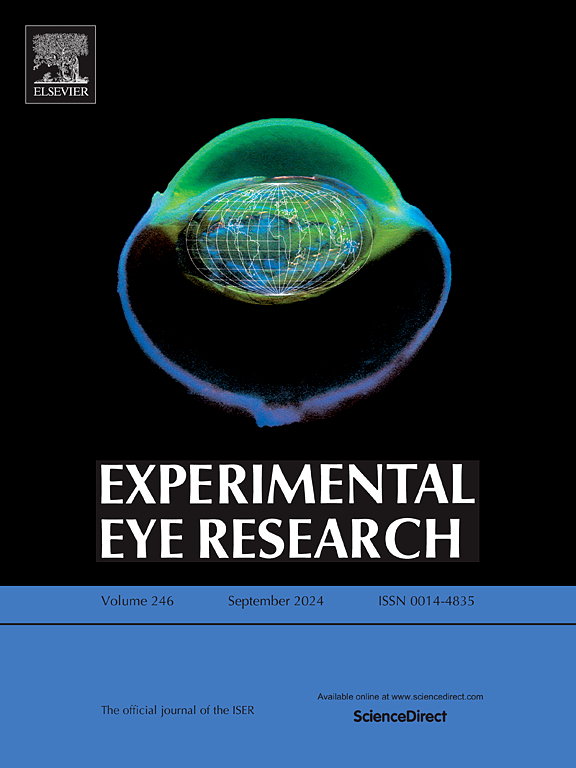 ELSEVIER
EXPERIMENTAL
EYE RESEARCH
Volume 246 September 2024 ISSN 0014-4835
Available online at www.sciencedirect.com
The official journal of the ISER
ScienceDirect